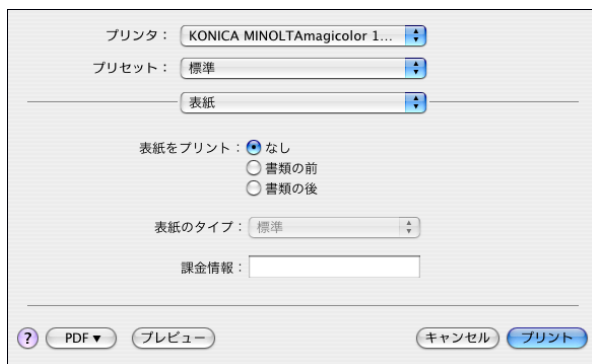 プリンタ： KONICA MINOLTAmagicolor 1...
プリセット： 標準
表紙
表紙をプリント： なし
書類の前
書類の後
表紙のタイプ： 標準
課金情報：
? PDF▼ プレビュー キャンセル プリント